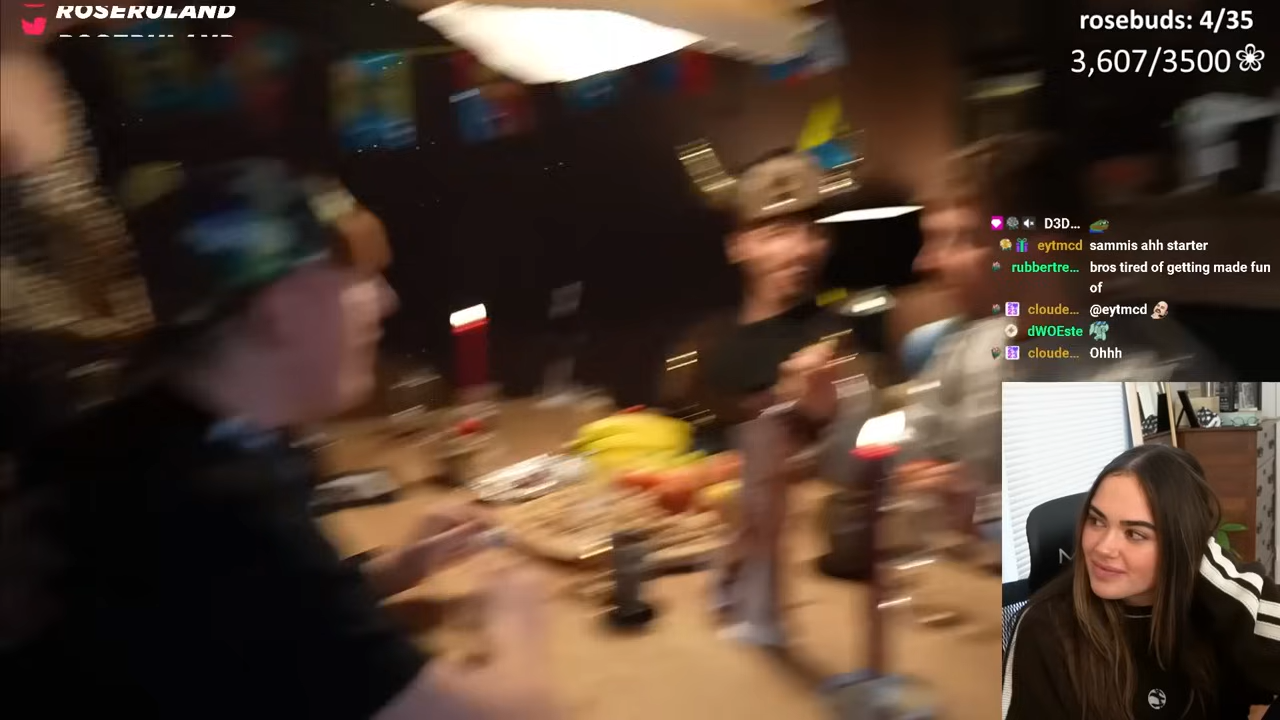 ROSERULAND
ROSERULAND
rosebuds: 4/35
3,607/3500
D3D...
eytmcd sammis ahh starter
rubbertre... bros tired of getting made fun
of
cloude... @eytmcd
dWOEste
cloude... Ohhh